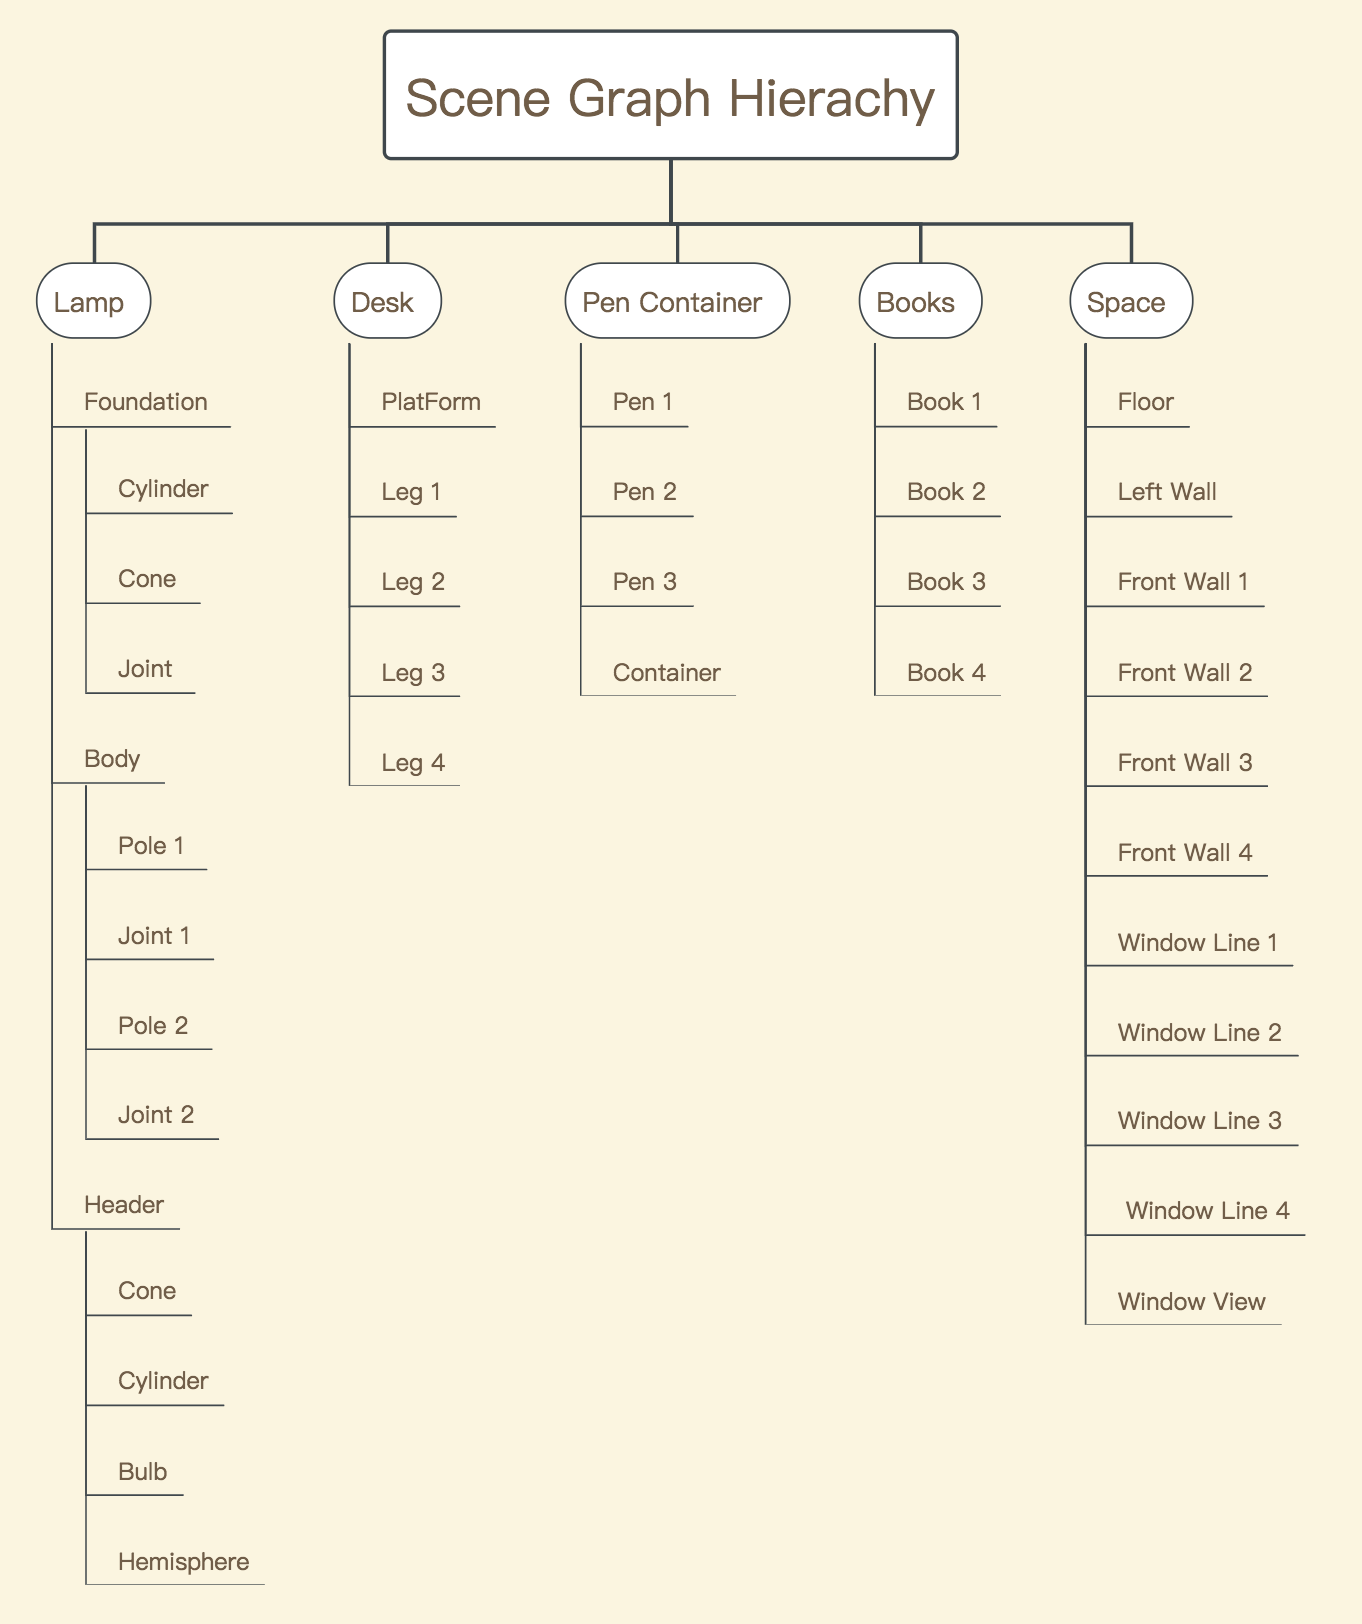 Scene Graph Hierachy
Lamp
Foundation
Cylinder
Cone
Joint
Body
Pole 1
Joint 1
Pole 2
Joint 2
Header
Cone
Cylinder
Bulb
Hemisphere
Desk
PlatForm
Leg 1
Leg 2
Leg 3
Leg 4
Pen Container
Pen 1
Pen 2
Pen 3
Container
Books
Book 1
Book 2
Book 3
Book 4
Space
Floor
Left Wall
Front Wall 1
Front Wall 2
Front Wall 3
Front Wall 4
Window Line 1
Window Line 2
Window Line 3
Window Line 4
Window View